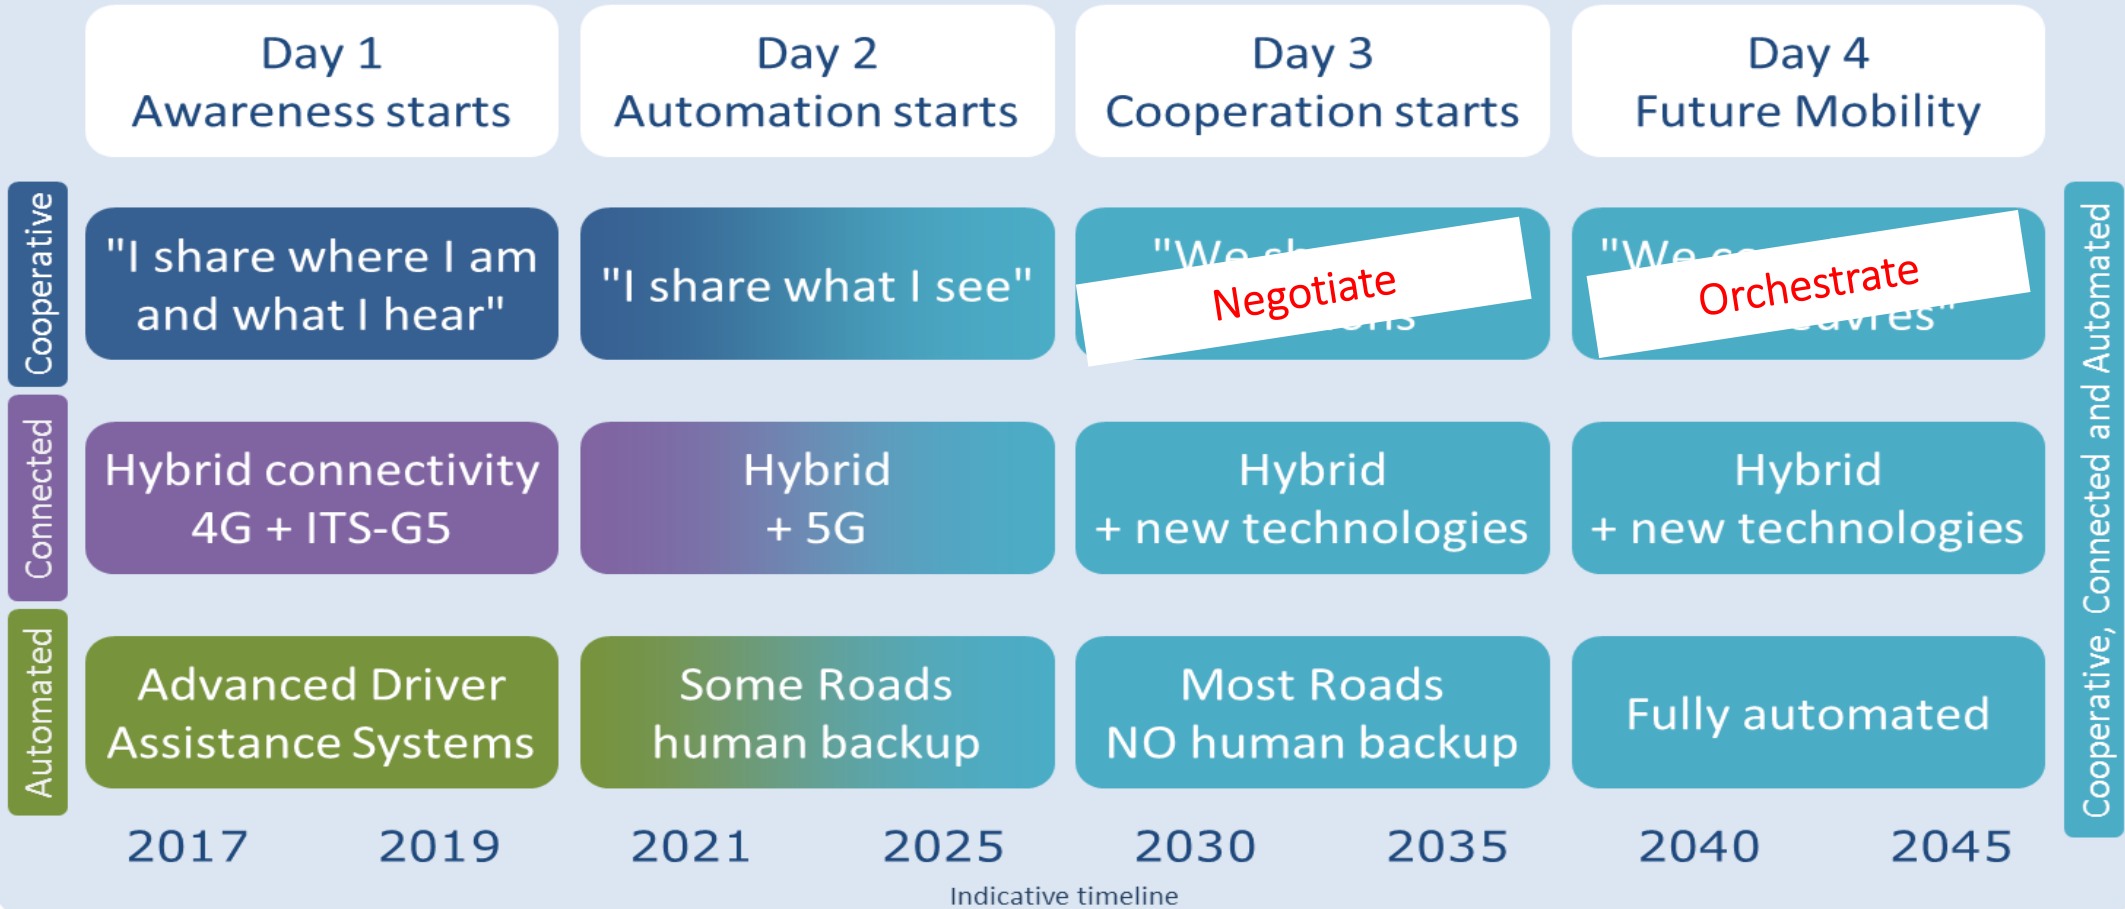 Day 1
Awareness starts
Day 2
Automation starts
Day 3
Cooperation starts
Day 4
Future Mobility
Cooperative
"I share where I am
and what I hear"
"I share what I see"
"We
Negotiate
"We
Orchestrate
Connected
Hybrid connectivity
4G + ITS-G5
Hybrid
+ 5G
Hybrid
+ new technologies
Hybrid
+ new technologies
Automated
Advanced Driver
Assistance Systems
Some Roads
human backup
Most Roads
NO human backup
Fully automated
Cooperative, Connected and Automated
2017 2019 2021 2025 2030 2035 2040 2045
Indicative timeline